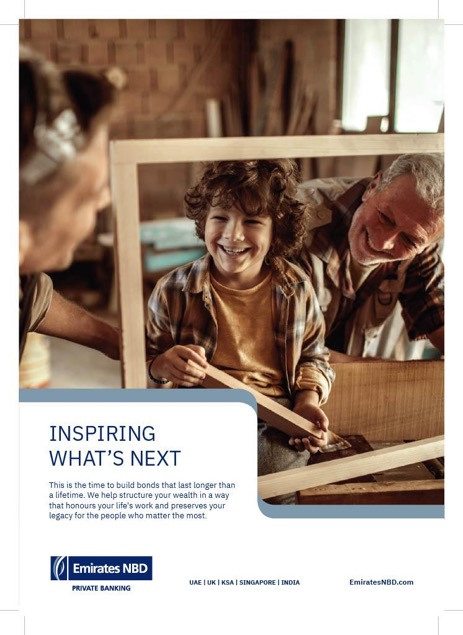 INSPIRING
WHAT'S NEXT
This is the time to build bonds that last longer than
a lifetime. We help structure your wealth in a way
that honours your life's work and preserves your
legacy for the people who matter the most.
Emirates NBD
PRIVATE BANKING
UAE | UK | KSA | SINGAPORE | INDIA
EmiratesNBD.com